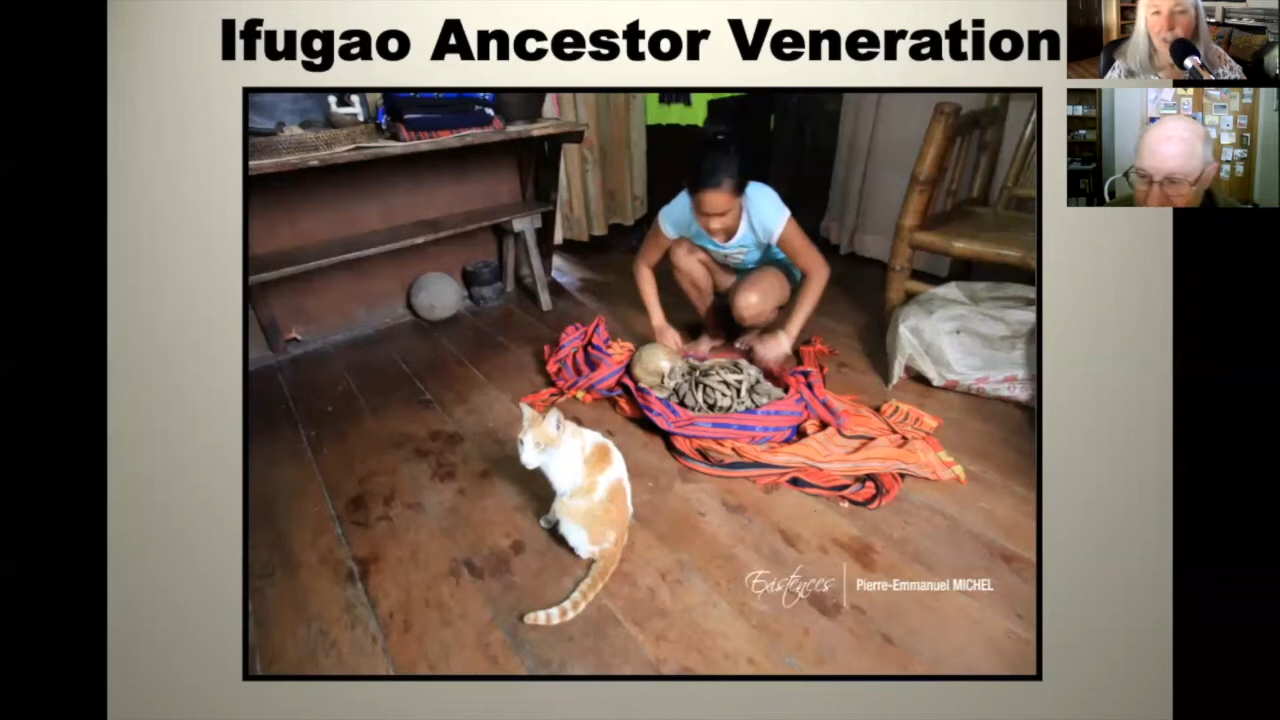 Ifugao Ancestor Veneration
Existences | Pierre-Emmanuel MICHEL